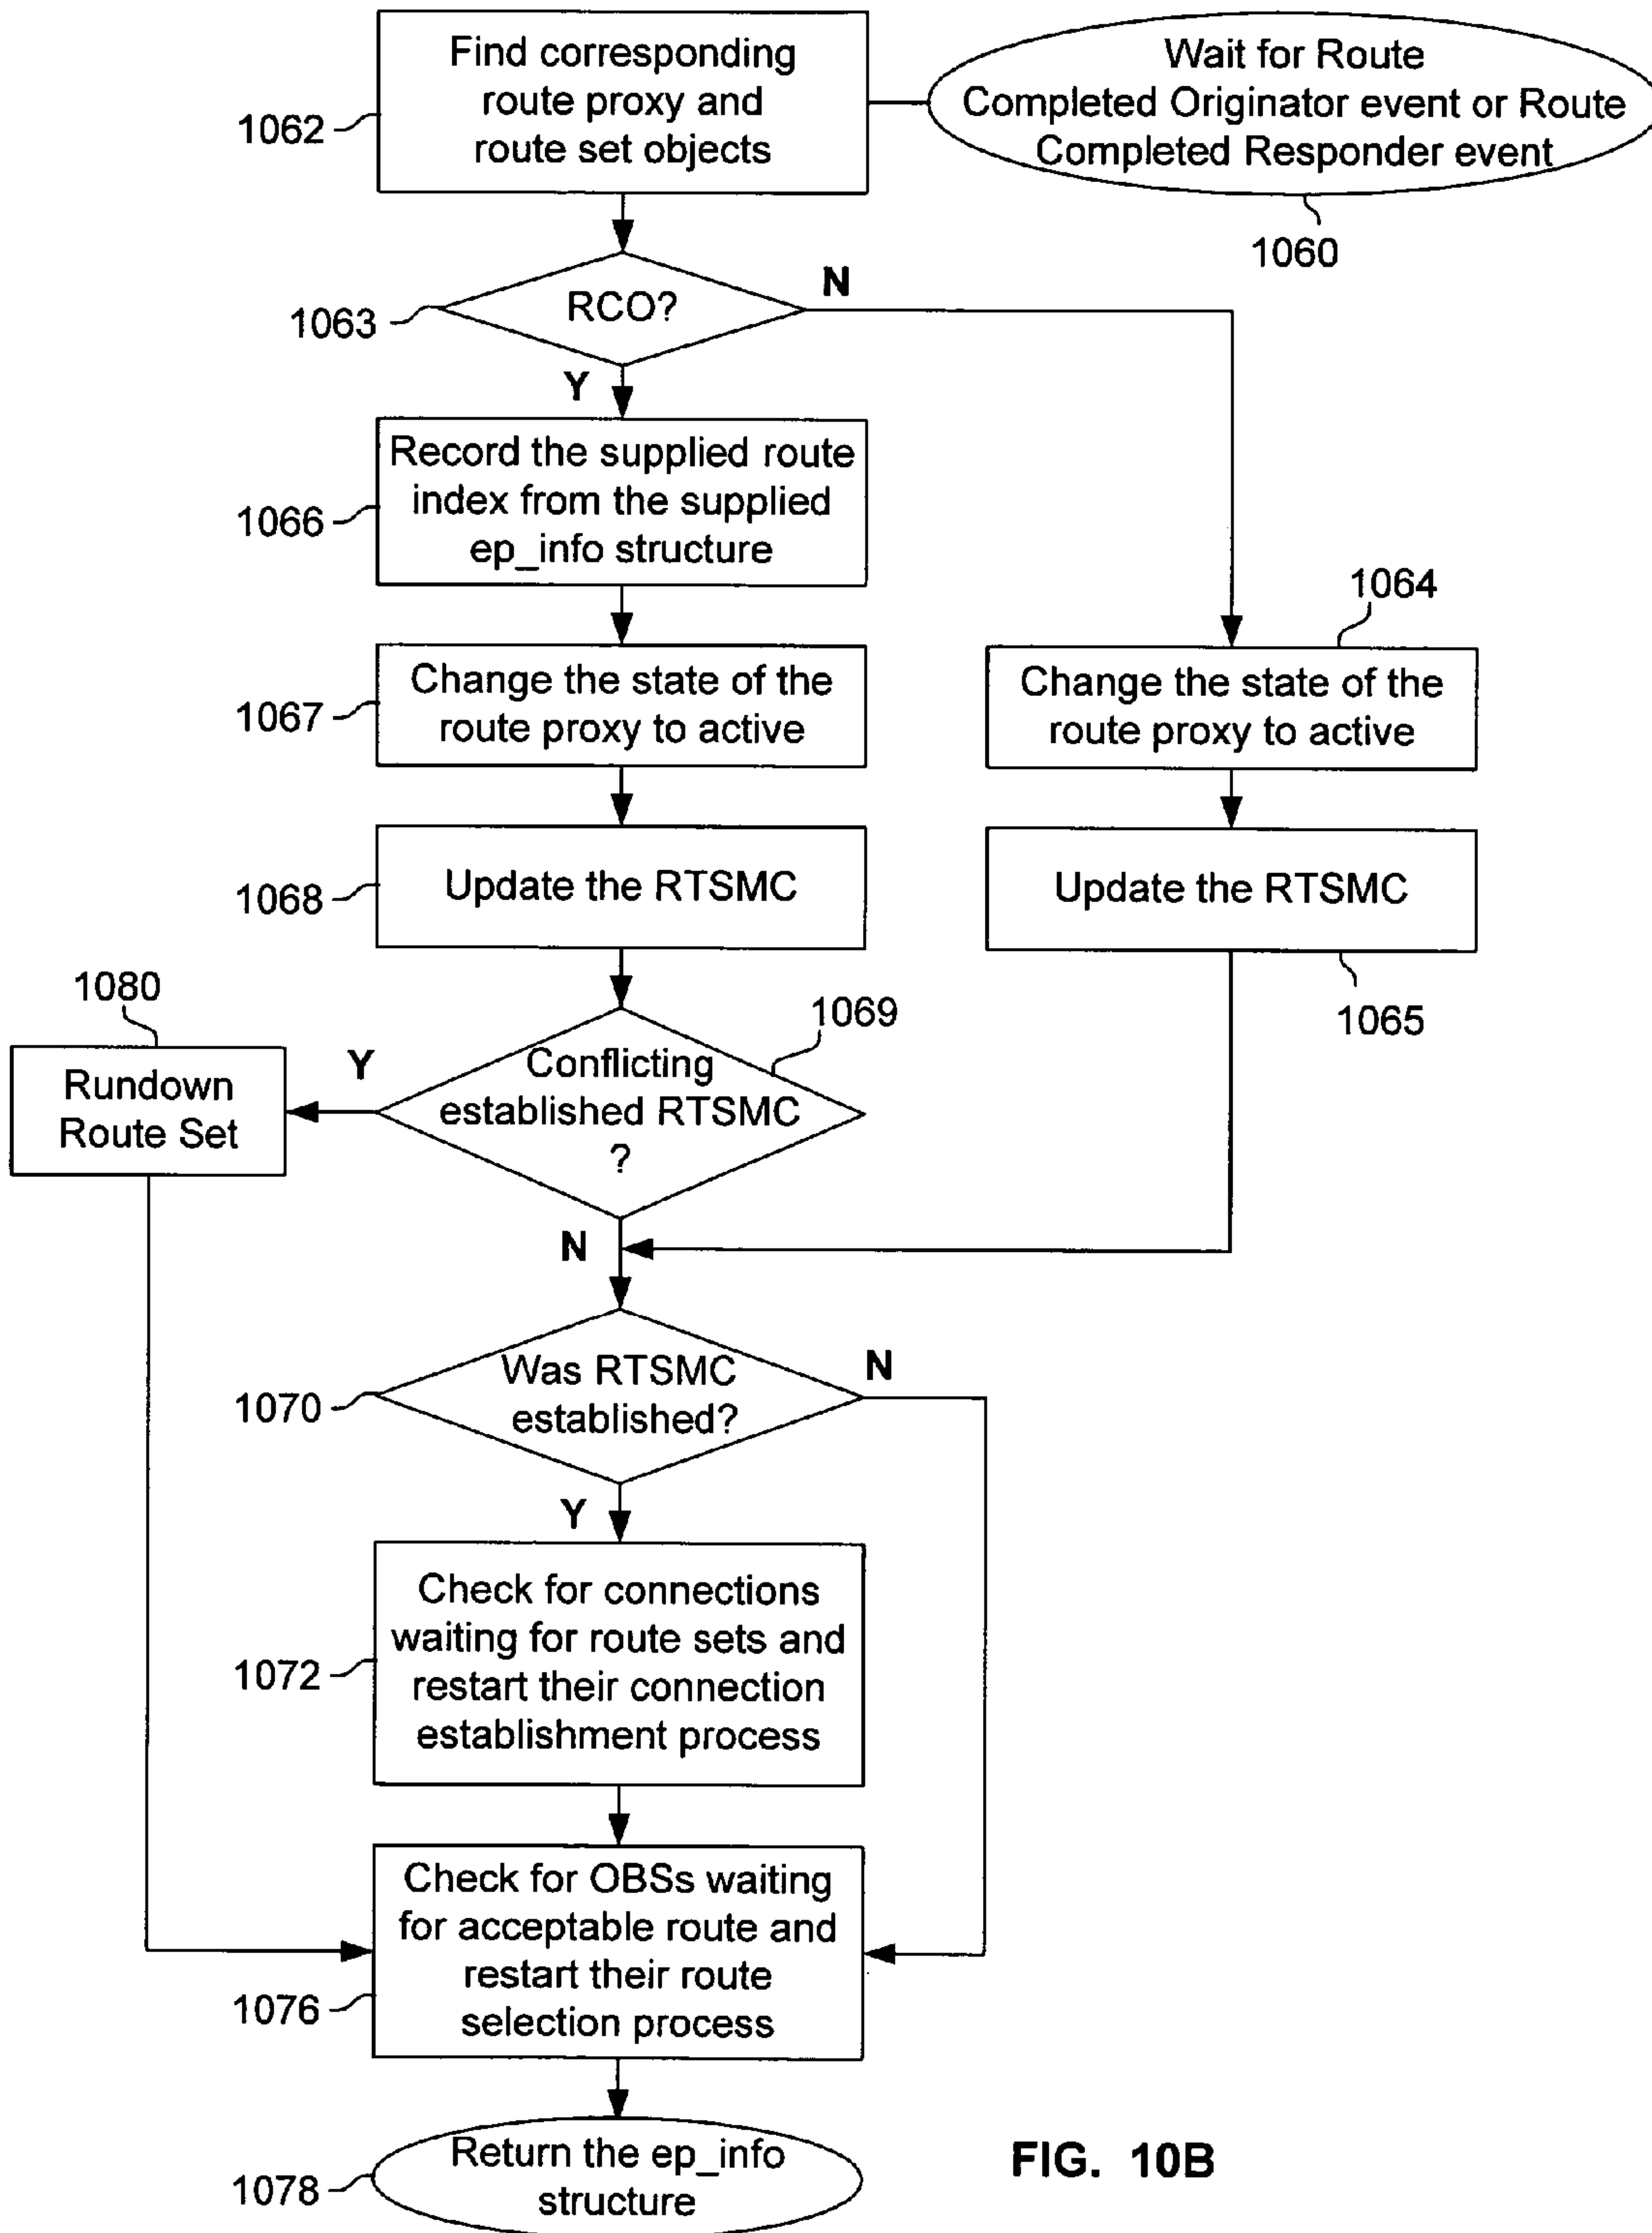 Find corresponding
route proxy and
route set objects
1062
Wait for Route
Completed Originator event or Route
Completed Responder event
1060
RCO?
1063
N
Y
Record the supplied route
index from the supplied
ep_info structure
1066
1064
Change the state of the
route proxy to active
1067
Change the state of the
route proxy to active
Update the RTSMC
1068
Update the RTSMC
1065
1080
Rundown
Route Set
Y
1069
Conflicting
established RTSMC
?
N
Was RTSMC
established?
1070
N
Y
Check for connections
waiting for route sets and
restart their connection
establishment process
1072
Check for OBSs waiting
for acceptable route and
restart their route
selection process
1076
Return the ep_info
structure
1078
FIG. 10B